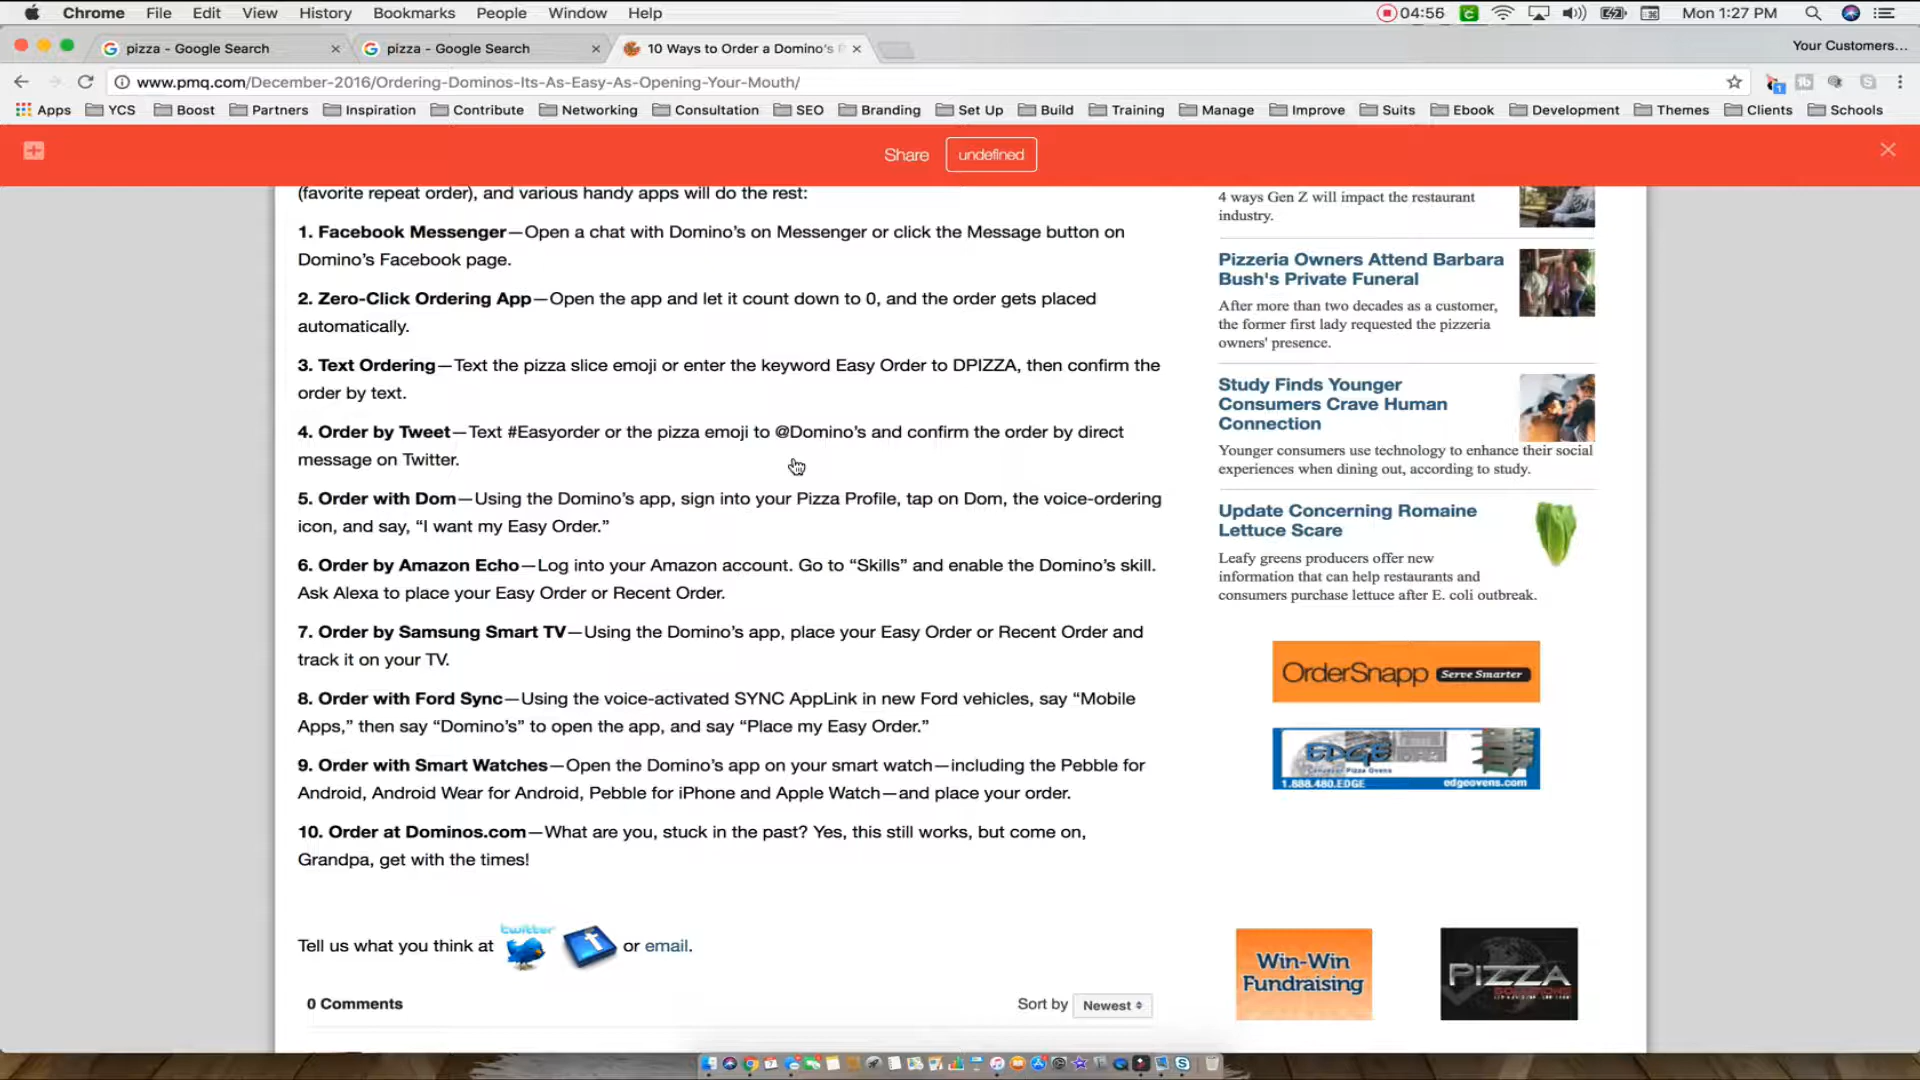 Chrome File Edit View History Bookmarks People Window Help 04:56 Mon 1:27 PM
pizza - Google Search pizza - Google Search 10 Ways to Order a Domino's P Your Customers...
www.pmq.com/December-2016/Ordering-Dominos-Its-As-Easy-As-Opening-Your-Mouth/
Apps YCS Boost Partners Inspiration Contribute Networking Consultation SEO Branding Set Up Build Training Manage Improve Suits Ebook Development Themes Clients Schools
Share undefined
(favorite repeat order), and various handy apps will do the rest:
1. Facebook Messenger—Open a chat with Domino's on Messenger or click the Message button on
Domino's Facebook page.
2. Zero-Click Ordering App—Open the app and let it count down to 0, and the order gets placed
automatically.
3. Text Ordering—Text the pizza slice emoji or enter the keyword Easy Order to DPIZZA, then confirm the
order by text.
4. Order by Tweet—Text #Easyorder or the pizza emoji to @Domino's and confirm the order by direct
message on Twitter.
5. Order with Dom—Using the Domino's app, sign into your Pizza Profile, tap on Dom, the voice-ordering
icon, and say, “I want my Easy Order.”
6. Order by Amazon Echo—Log into your Amazon account. Go to “Skills” and enable the Domino's skill.
Ask Alexa to place your Easy Order or Recent Order.
7. Order by Samsung Smart TV—Using the Domino's app, place your Easy Order or Recent Order and
track it on your TV.
8. Order with Ford Sync—Using the voice-activated SYNC AppLink in new Ford vehicles, say “Mobile
Apps,” then say “Domino's” to open the app, and say “Place my Easy Order.”
9. Order with Smart Watches—Open the Domino's app on your smart watch—including the Pebble for
Android, Android Wear for Android, Pebble for iPhone and Apple Watch—and place your order.
10. Order at Dominos.com—What are you, stuck in the past? Yes, this still works, but come on,
Grandpa, get with the times!
Tell us what you think at twitter or email.
0 Comments Sort by Newest
4 ways Gen Z will impact the restaurant
industry.
Pizzeria Owners Attend Barbara
Bush's Private Funeral
After more than two decades as a customer,
the former first lady requested the pizzeria
owners' presence.
Study Finds Younger
Consumers Crave Human
Connection
Younger consumers use technology to enhance their social
experiences when dining out, according to study.
Update Concerning Romaine
Lettuce Scare
Leafy greens producers offer new
information that can help restaurants and
consumers purchase lettuce after E. coli outbreak.
OrderSnapp Serve Smarter
EDGE
Conveyor Pizza Ovens
1.888.480.EDGE edgeovens.com
Win-Win
Fundraising
PIZZA
SOLUTIONS